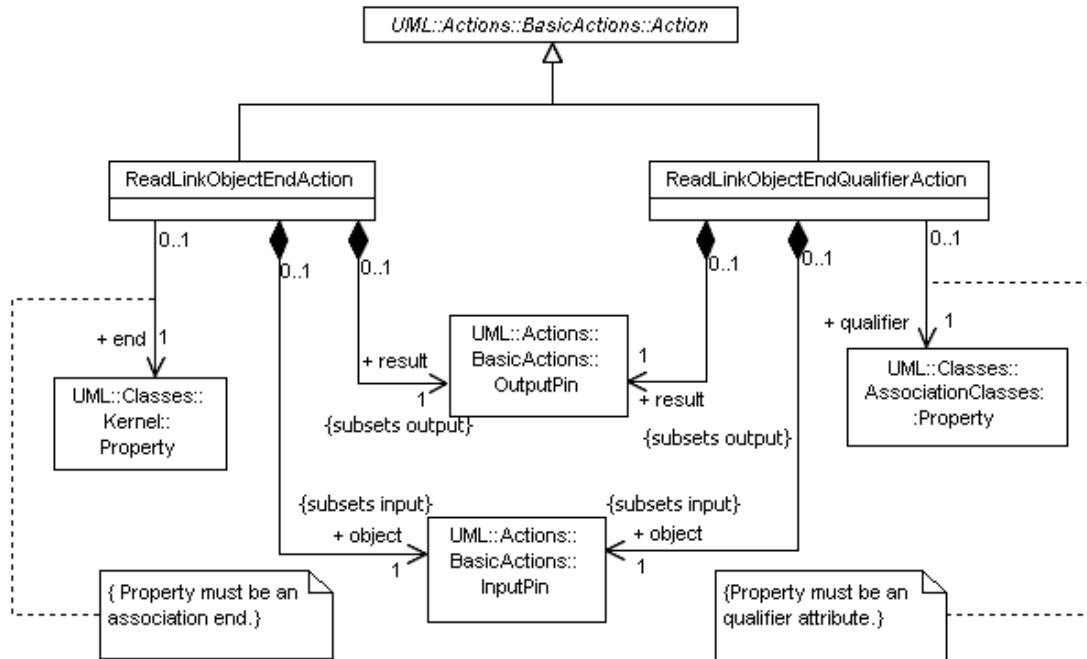 UML::Actions::BasicActions::Action
ReadLinkObjectEndAction
ReadLinkObjectEndQualifierAction
0..1
0..1
0..1
0..1
0..1
0..1
+ end
1
+ result
1
{subsets output}
UML::Actions::
BasicActions::
OutputPin
1
+ result
{subsets output}
+ qualifier
1
UML::Classes::
Kernel::
Property
UML::Classes::
AssociationClasses:
:Property
{subsets input}
+ object
1
UML::Actions::
BasicActions::
InputPin
{subsets input}
+ object
1
{ Property must be an
association end.}
{Property must be an
qualifier attribute.}